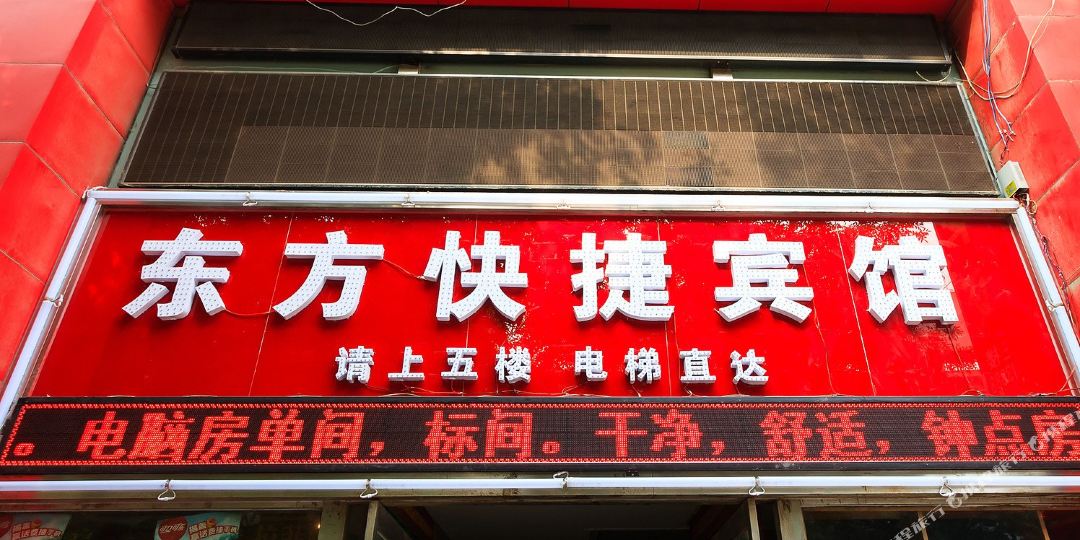 东方快捷宾馆
请上五楼 电梯直达
。电脑房单间，标间。干净，舒适，钟点房